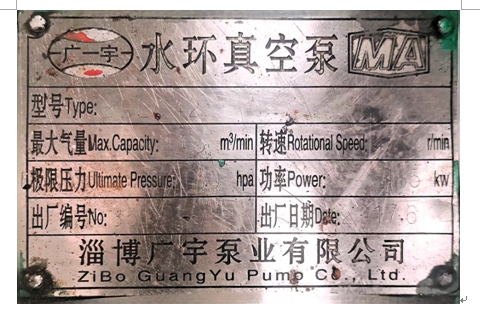 广一宇 水环真空泵 MA
型号Type:
最大气量Max.Capacity: m³/min 转速Rotational Speed: r/min
极限压力Ultimate Pressure: hpa 功率Power: kw
出厂编号No: 出厂日期Date:
淄博广宇泵业有限公司
ZiBo GuangYu Pump Co., Ltd.